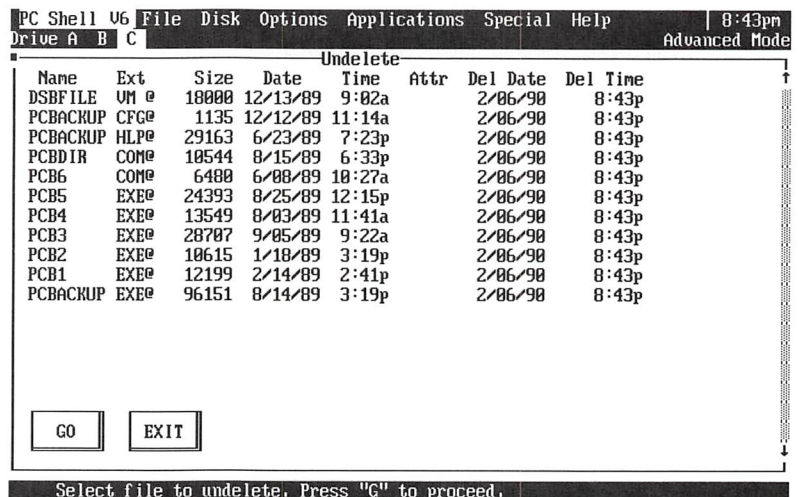 PC Shell V6 File Disk Options Applications Special Help | 8:43pm
Drive A B C Advanced Mode
Undelete
Name Ext Size Date Time Attr Del Date Del Time
DSBFILE VM @ 18000 12/13/89 9:02a 2/06/90 8:43p
PCBACKUP CFG@ 1135 12/12/89 11:14a 2/06/90 8:43p
PCBACKUP HLP@ 29163 6/23/89 7:23p 2/06/90 8:43p
PCBDIR COM@ 10544 8/15/89 6:33p 2/06/90 8:43p
PCB6 COM@ 6480 6/08/89 10:27a 2/06/90 8:43p
PCB5 EXE@ 24393 8/25/89 12:15p 2/06/90 8:43p
PCB4 EXE@ 13549 8/03/89 11:41a 2/06/90 8:43p
PCB3 EXE@ 28707 9/05/89 9:22a 2/06/90 8:43p
PCB2 EXE@ 10615 1/18/89 3:19p 2/06/90 8:43p
PCB1 EXE@ 12199 2/14/89 2:41p 2/06/90 8:43p
PCBACKUP EXE@ 96151 8/14/89 3:19p 2/06/90 8:43p
GO EXIT
Select file to undelete. Press "G" to proceed.